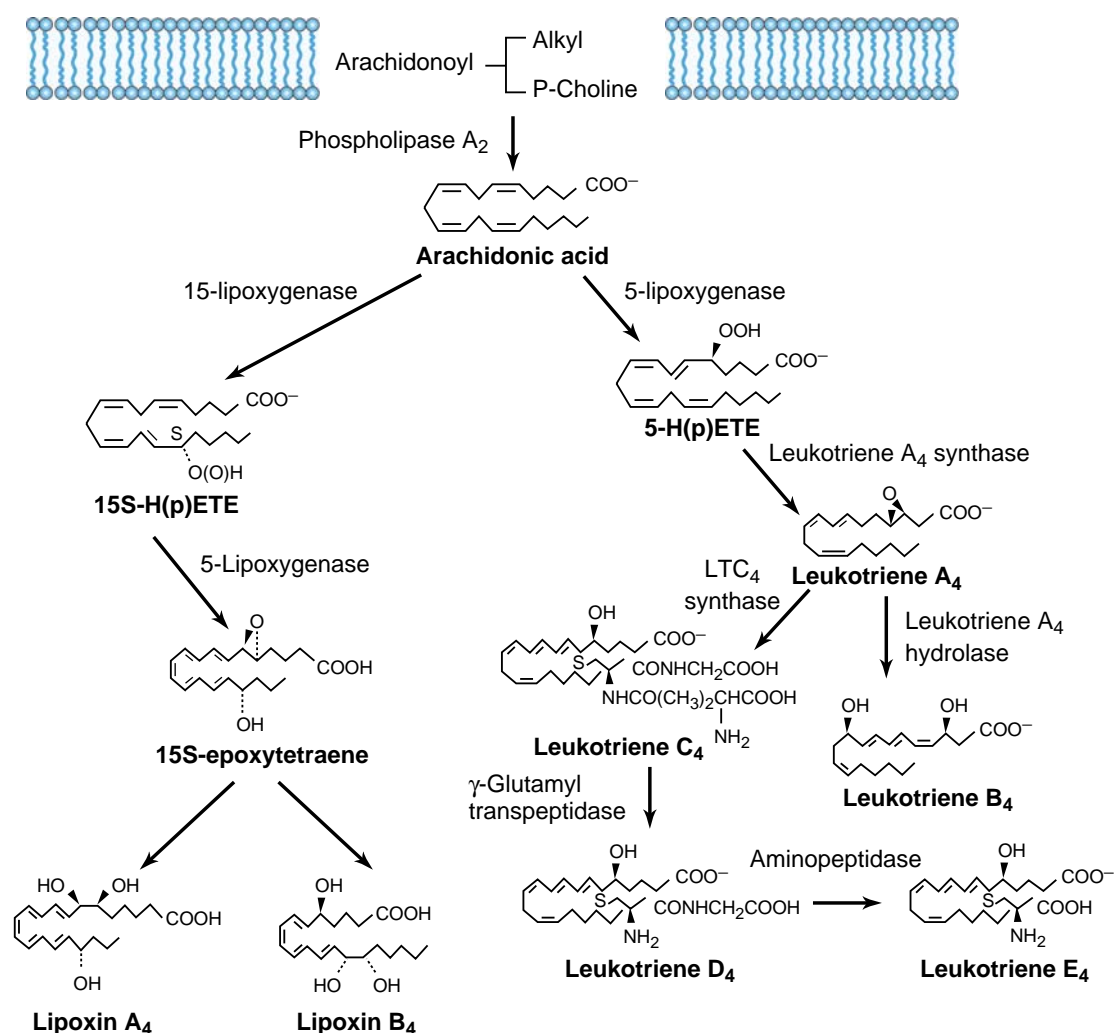 Arachidonoyl
Alkyl
P-Choline
Phospholipase A2
COO–
Arachidonic acid
15-lipoxygenase
5-lipoxygenase
OOH
COO–
5-H(p)ETE
COO–
S
O(O)H
15S-H(p)ETE
Leukotriene A4 synthase
O
COO–
Leukotriene A4
5-Lipoxygenase
O
COOH
OH
15S-epoxytetraene
LTC4
synthase
Leukotriene A4
hydrolase
OH
COO–
S
CONHCH2COOH
NHCO(CH3)2CHCOOH
NH2
Leukotriene C4
OH
OH
COO–
Leukotriene B4
γ-Glutamyl
transpeptidase
HO
OH
COOH
OH
Lipoxin A4
OH
COOH
HO
OH
Lipoxin B4
OH
COO–
S
CONHCH2COOH
NH2
Leukotriene D4
Aminopeptidase
OH
COO–
S
COOH
NH2
Leukotriene E4